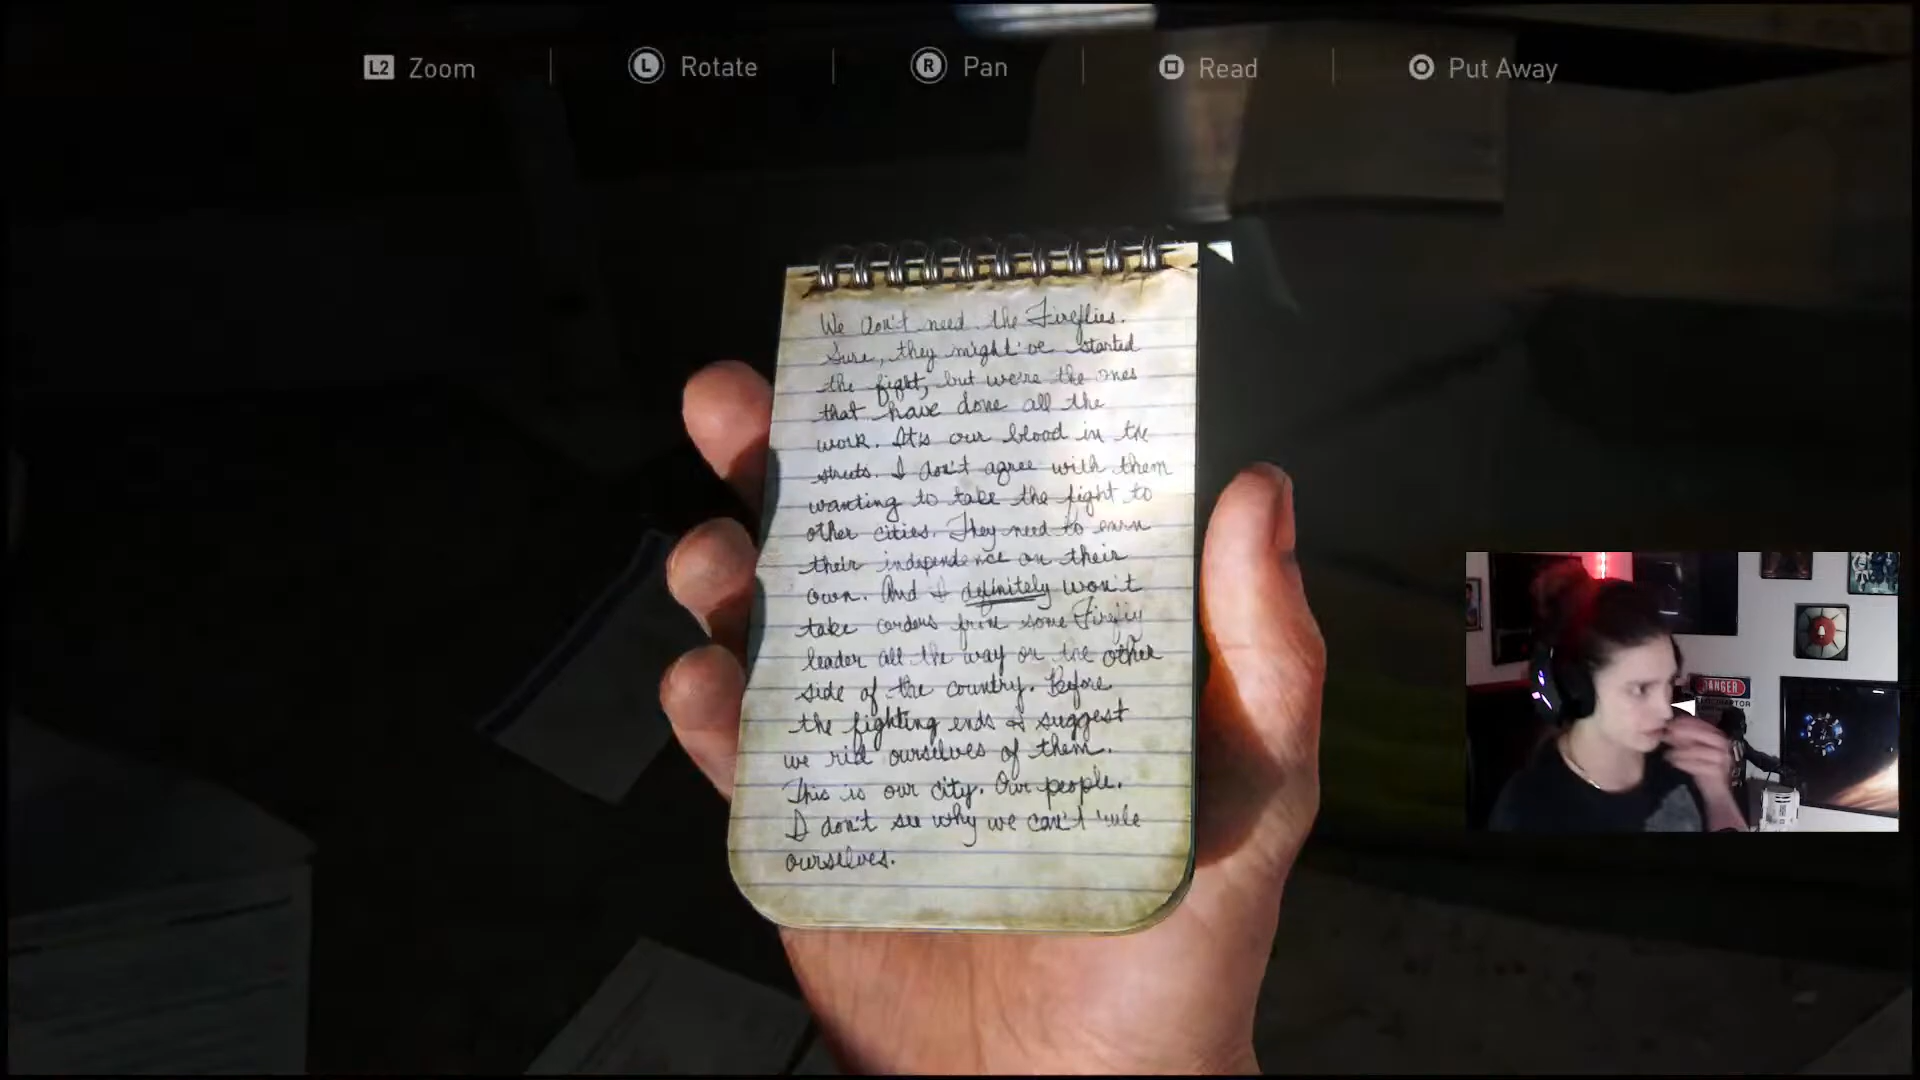 L2 Zoom
L Rotate
R Pan
Read
Put Away
We don't need the Fireflies.
Sure, they might've started
the fight, but we're the ones
that have done all the
work. It's our blood in the
streets. I don't agree with them
wanting to take the fight to
other cities. They need to earn
their independence on their
own. And I definitely won't
take orders from some Firefly
leader all the way on the other
side of the country. Before
the fighting ends I suggest
we rid ourselves of them.
This is our city. Our people.
I don't see why we can't rule
ourselves.
DANGER